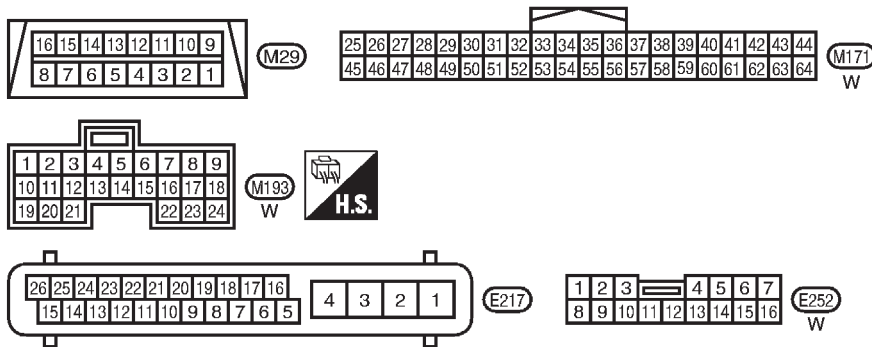 16 15 14 13 12 11 10 9
8 7 6 5 4 3 2 1
M29
25 26 27 28 29 30 31 32 33 34 35 36 37 38 39 40 41 42 43 44
45 46 47 48 49 50 51 52 53 54 55 56 57 58 59 60 61 62 63 64
M171
W
1 2 3 4 5 6 7 8 9
10 11 12 13 14 15 16 17 18
19 20 21 22 23 24
M193
W
H.S.
26 25 24 23 22 21 20 19 18 17 16
15 14 13 12 11 10 9 8 7 6 5
4 3 2 1
E217
1 2 3 4 5 6 7
8 9 10 11 12 13 14 15 16
E252
W